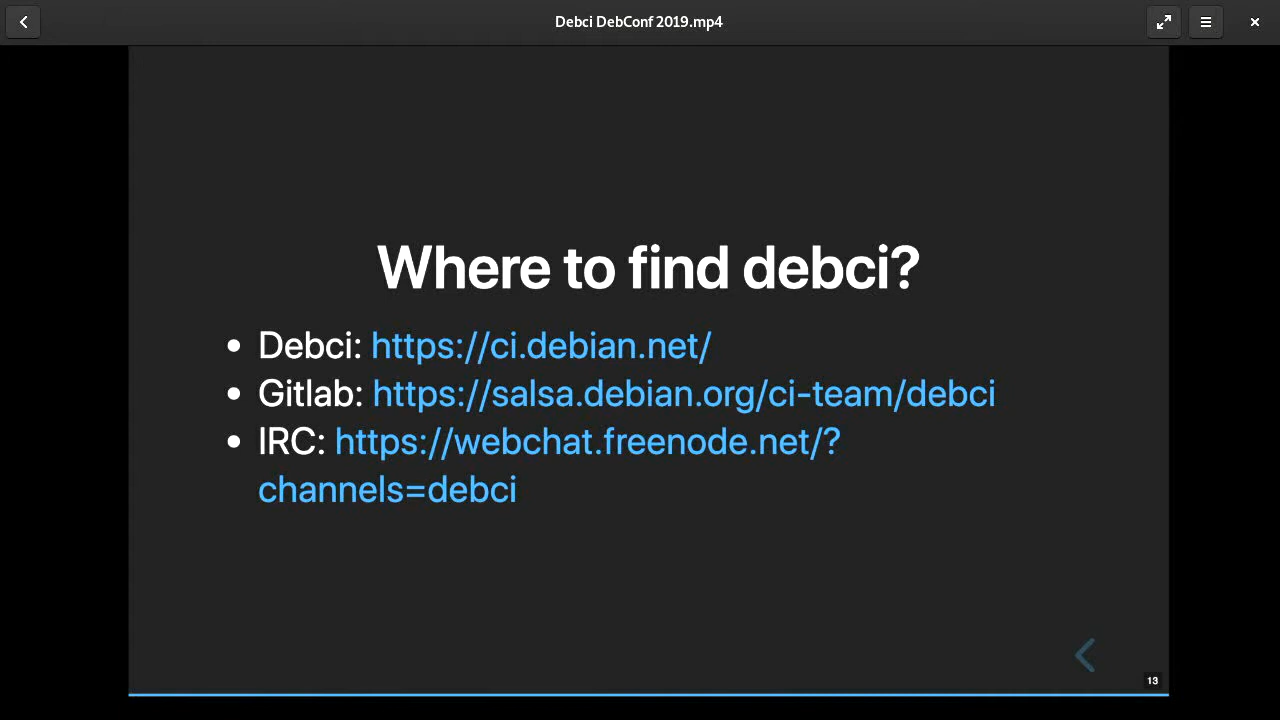 Debci DebConf 2019.mp4
Where to find debci?
• Debci: https://ci.debian.net/
• Gitlab: https://salsa.debian.org/ci-team/debci
• IRC: https://webchat.freenode.net/?
channels=debci
13